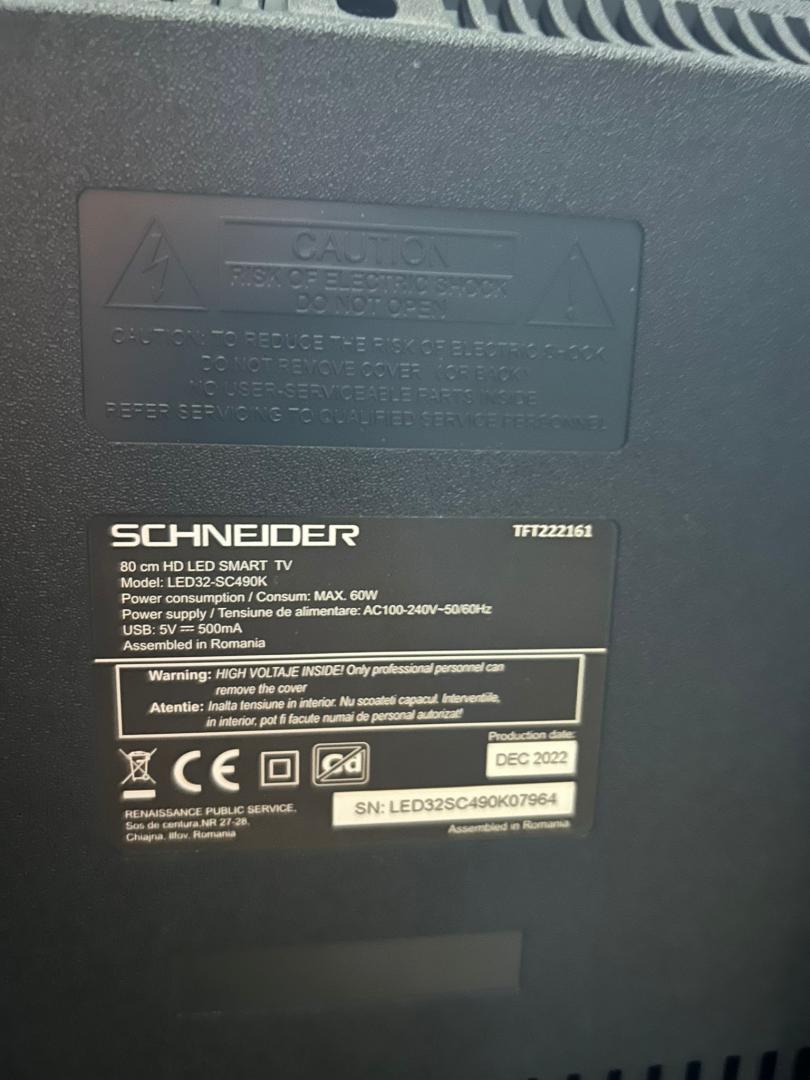 CAUTION
RISK OF ELECTRIC SHOCK
DO NOT OPEN
CAUTION: TO REDUCE THE RISK OF ELECTRIC SHOCK
DO NOT REMOVE COVER (OR BACK)
NO USER-SERVICEABLE PARTS INSIDE
REFER SERVICING TO QUALIFIED SERVICE PERSONNEL
SCHNEIDER TFT222161
80 cm HD LED SMART TV
Model: LED32-SC490K
Power consumption / Consum: MAX. 60W
Power supply / Tensiune de alimentare: AC100-240V~50/60Hz
USB: 5V ⎓ 500mA
Assembled in Romania
Warning: HIGH VOLTAJE INSIDE! Only professional personnel can
remove the cover
Atentie: Inalta tensiune in interior. Nu scoateti capacul. Interventiile,
in interior, pot fi facute numai de personal autorizat!
Production date:
DEC 2022
CE
Cd
SN: LED32SC490K07964
RENAISSANCE PUBLIC SERVICE.
Sos de centura.NR 27-28.
Chiajna. Ilfov. Romania
Assembled in Romania